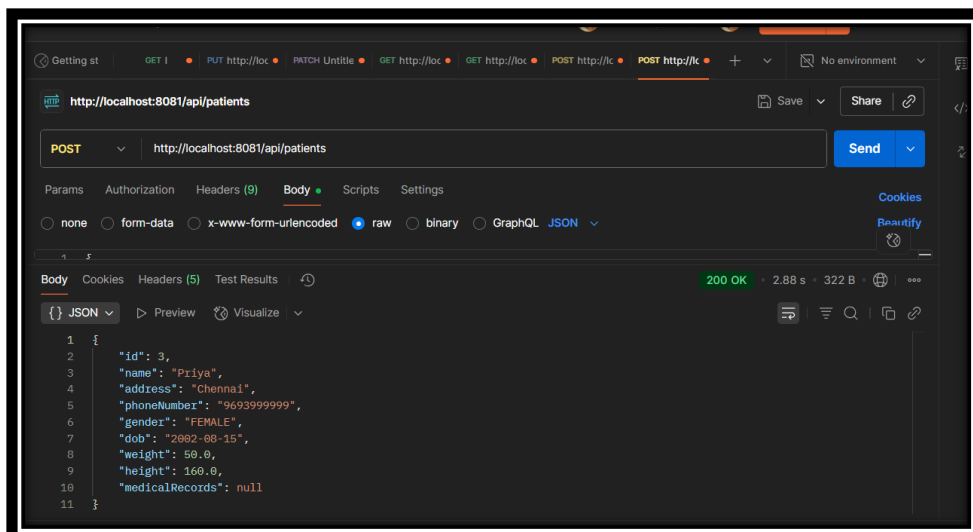 Getting st GET l PUT http://loc PATCH Untitle GET http://loc GET http://loc POST http://lc POST http://lc No environment
HTTP http://localhost:8081/api/patients Save Share
POST http://localhost:8081/api/patients Send
Params Authorization Headers (9) Body Scripts Settings Cookies
none form-data x-www-form-urlencoded raw binary GraphQL JSON Beautify
1 {
Body Cookies Headers (5) Test Results 200 OK 2.88 s 322 B
{} JSON Preview Visualize
1 {
2 "id": 3,
3 "name": "Priya",
4 "address": "Chennai",
5 "phoneNumber": "9693999999",
6 "gender": "FEMALE",
7 "dob": "2002-08-15",
8 "weight": 50.0,
9 "height": 160.0,
10 "medicalRecords": null
11 }